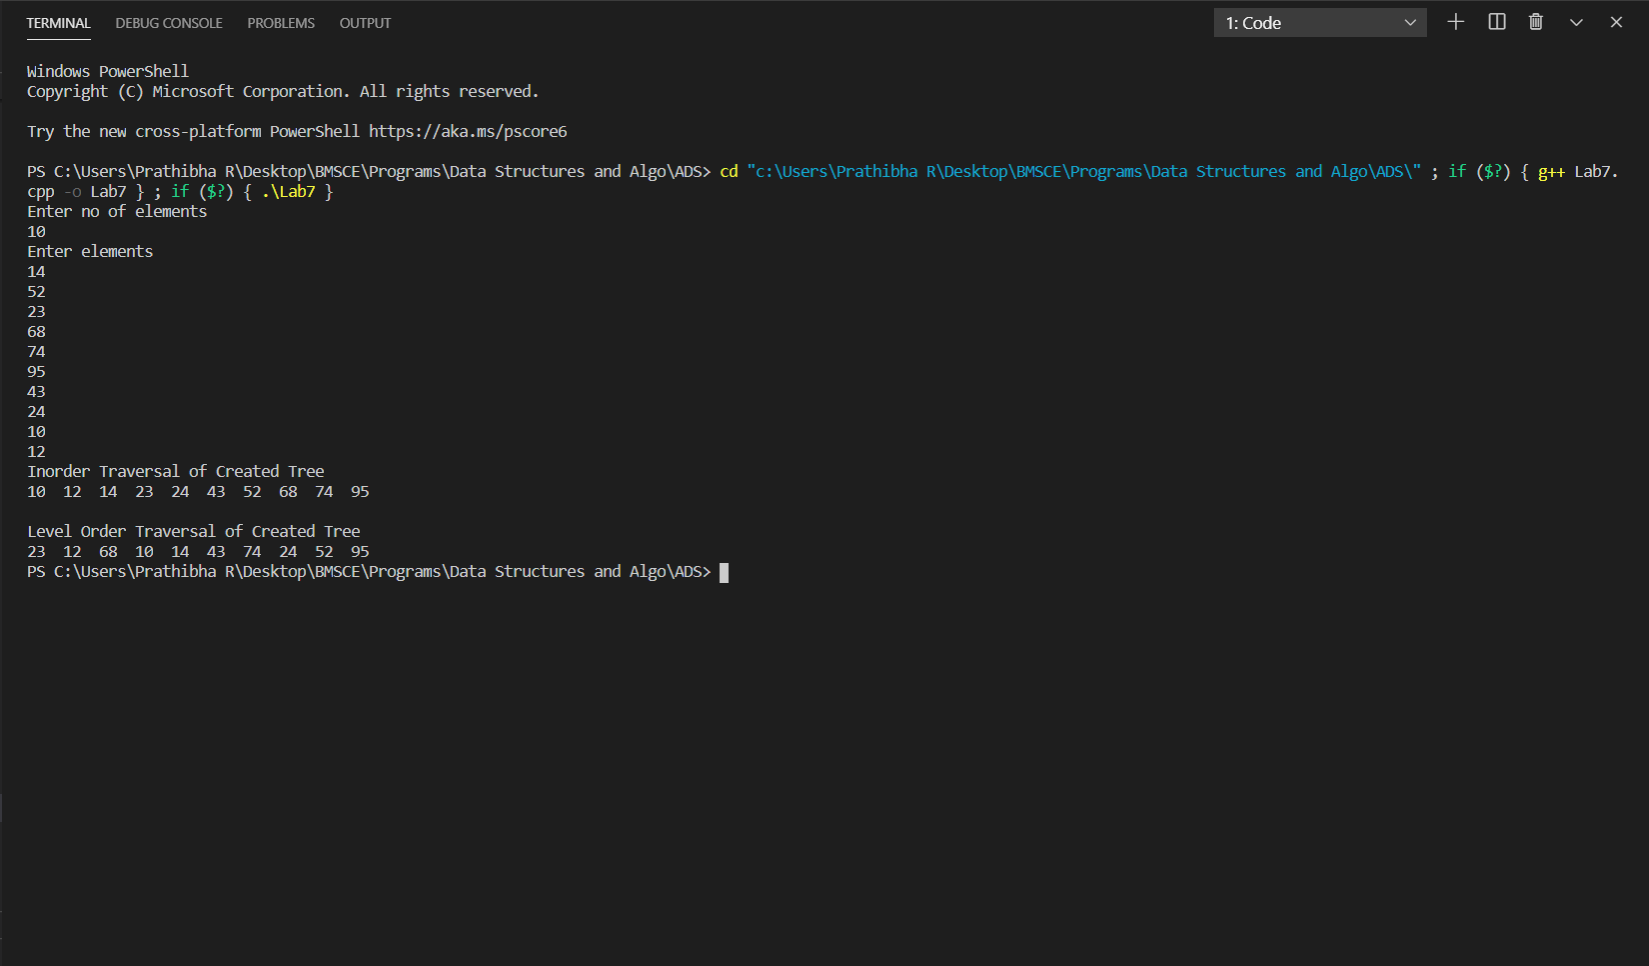 TERMINAL DEBUG CONSOLE PROBLEMS OUTPUT 1: Code
Windows PowerShell
Copyright (C) Microsoft Corporation. All rights reserved.
Try the new cross-platform PowerShell https://aka.ms/pscore6
PS C:\Users\Prathibha R\Desktop\BMSCE\Programs\Data Structures and Algo\ADS> cd "c:\Users\Prathibha R\Desktop\BMSCE\Programs\Data Structures and Algo\ADS\" ; if ($?) { g++ Lab7.
cpp -o Lab7 } ; if ($?) { .\Lab7 }
Enter no of elements
10
Enter elements
14
52
23
68
74
95
43
24
10
12
Inorder Traversal of Created Tree
10  12  14  23  24  43  52  68  74  95
Level Order Traversal of Created Tree
23  12  68  10  14  43  74  24  52  95
PS C:\Users\Prathibha R\Desktop\BMSCE\Programs\Data Structures and Algo\ADS>